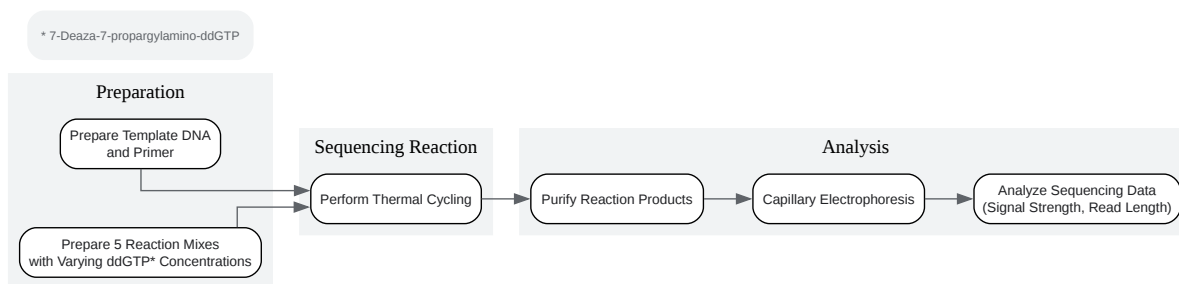 * 7-Deaza-7-propargylamino-ddGTP
Preparation
Prepare Template DNA
and Primer
Prepare 5 Reaction Mixes
with Varying ddGTP* Concentrations
Sequencing Reaction
Perform Thermal Cycling
Analysis
Purify Reaction Products
Capillary Electrophoresis
Analyze Sequencing Data
(Signal Strength, Read Length)